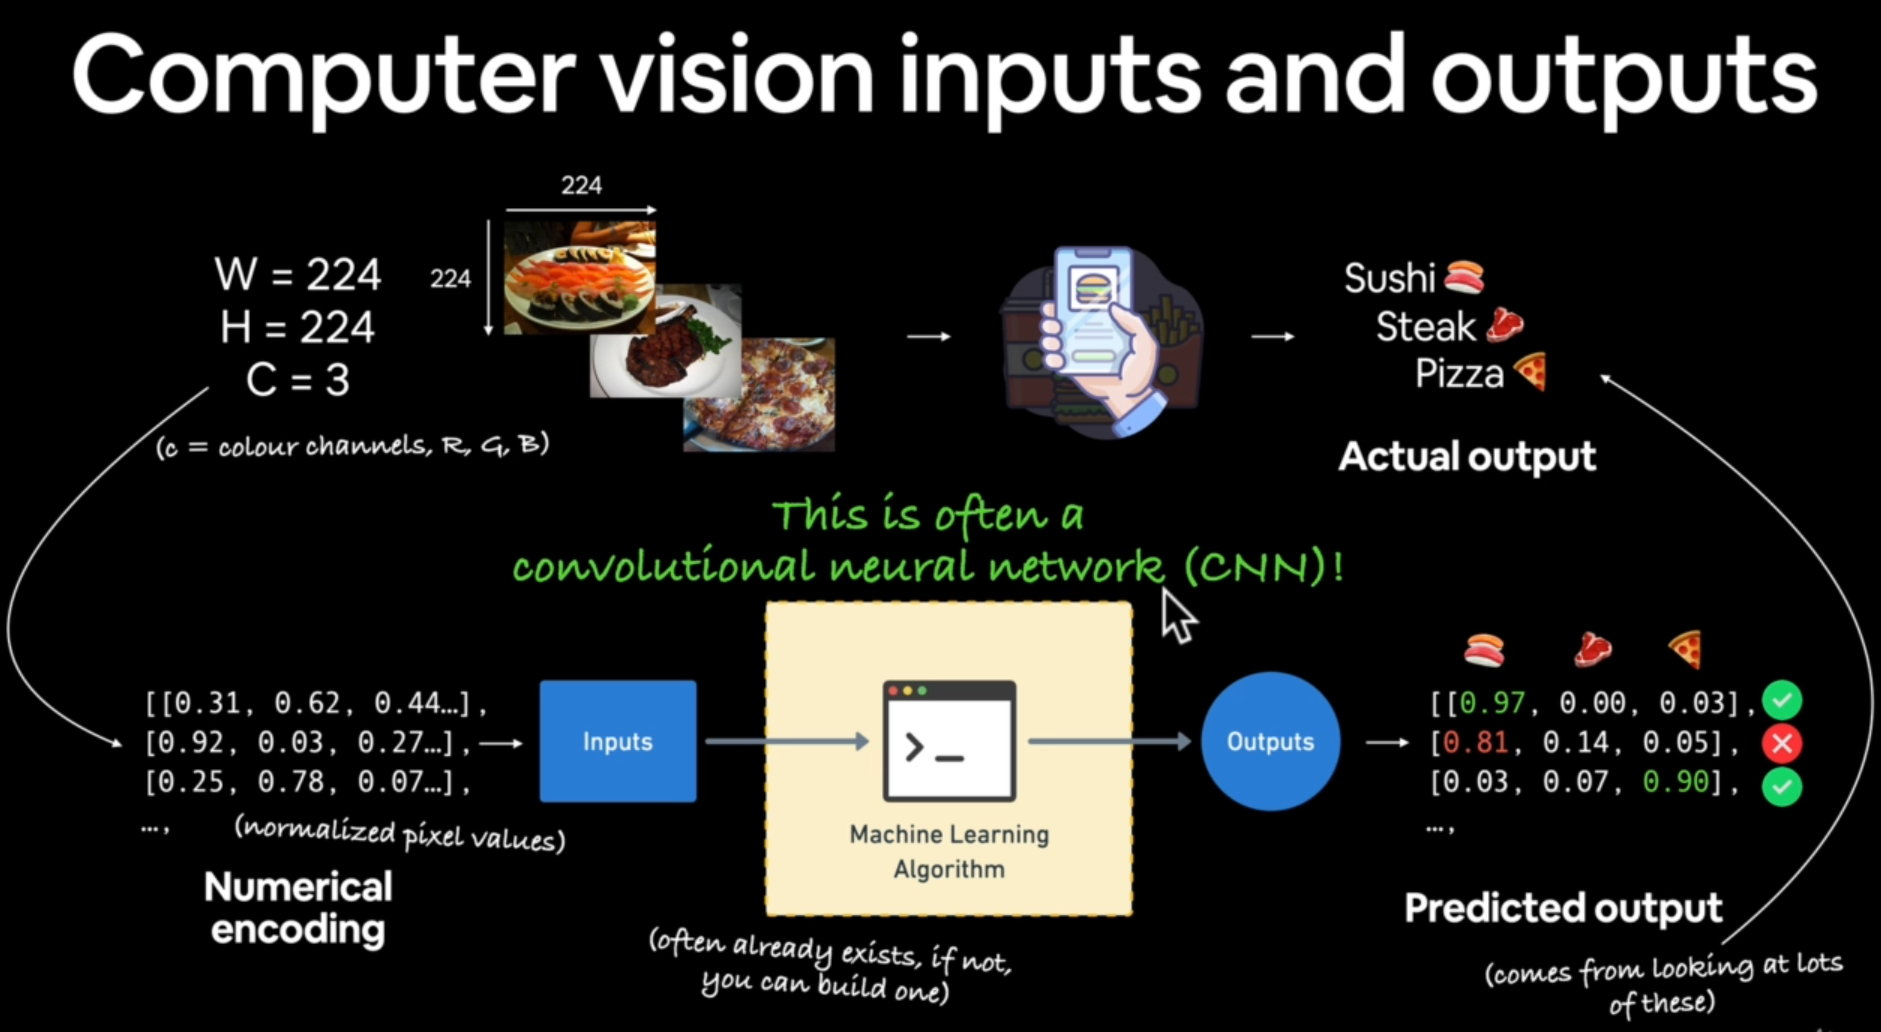 Computer vision inputs and outputs
224
224
W = 224
H = 224
C = 3
(c = colour channels, R, G, B)
Sushi
Steak
Pizza
Actual output
This is often a
convolutional neural network (CNN)!
[[0.31, 0.62, 0.44…],
[0.92, 0.03, 0.27…],
[0.25, 0.78, 0.07…],
…,
(normalized pixel values)
Numerical
encoding
Inputs
Machine Learning
Algorithm
(often already exists, if not,
you can build one)
Outputs
[[0.97, 0.00, 0.03],
[0.81, 0.14, 0.05],
[0.03, 0.07, 0.90],
…,
Predicted output
(comes from looking at lots
of these)